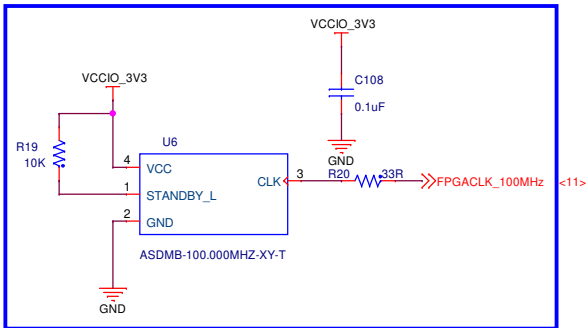 VCCIO_3V3
VCCIO_3V3
C108
0.1uF
R19
10K
U6
GND
4
VCC
1
STANDBY_L
2
GND
CLK
3
R20
33R
FPGACLK_100MHz
<11>
ASDMB-100.000MHZ-XY-T
GND